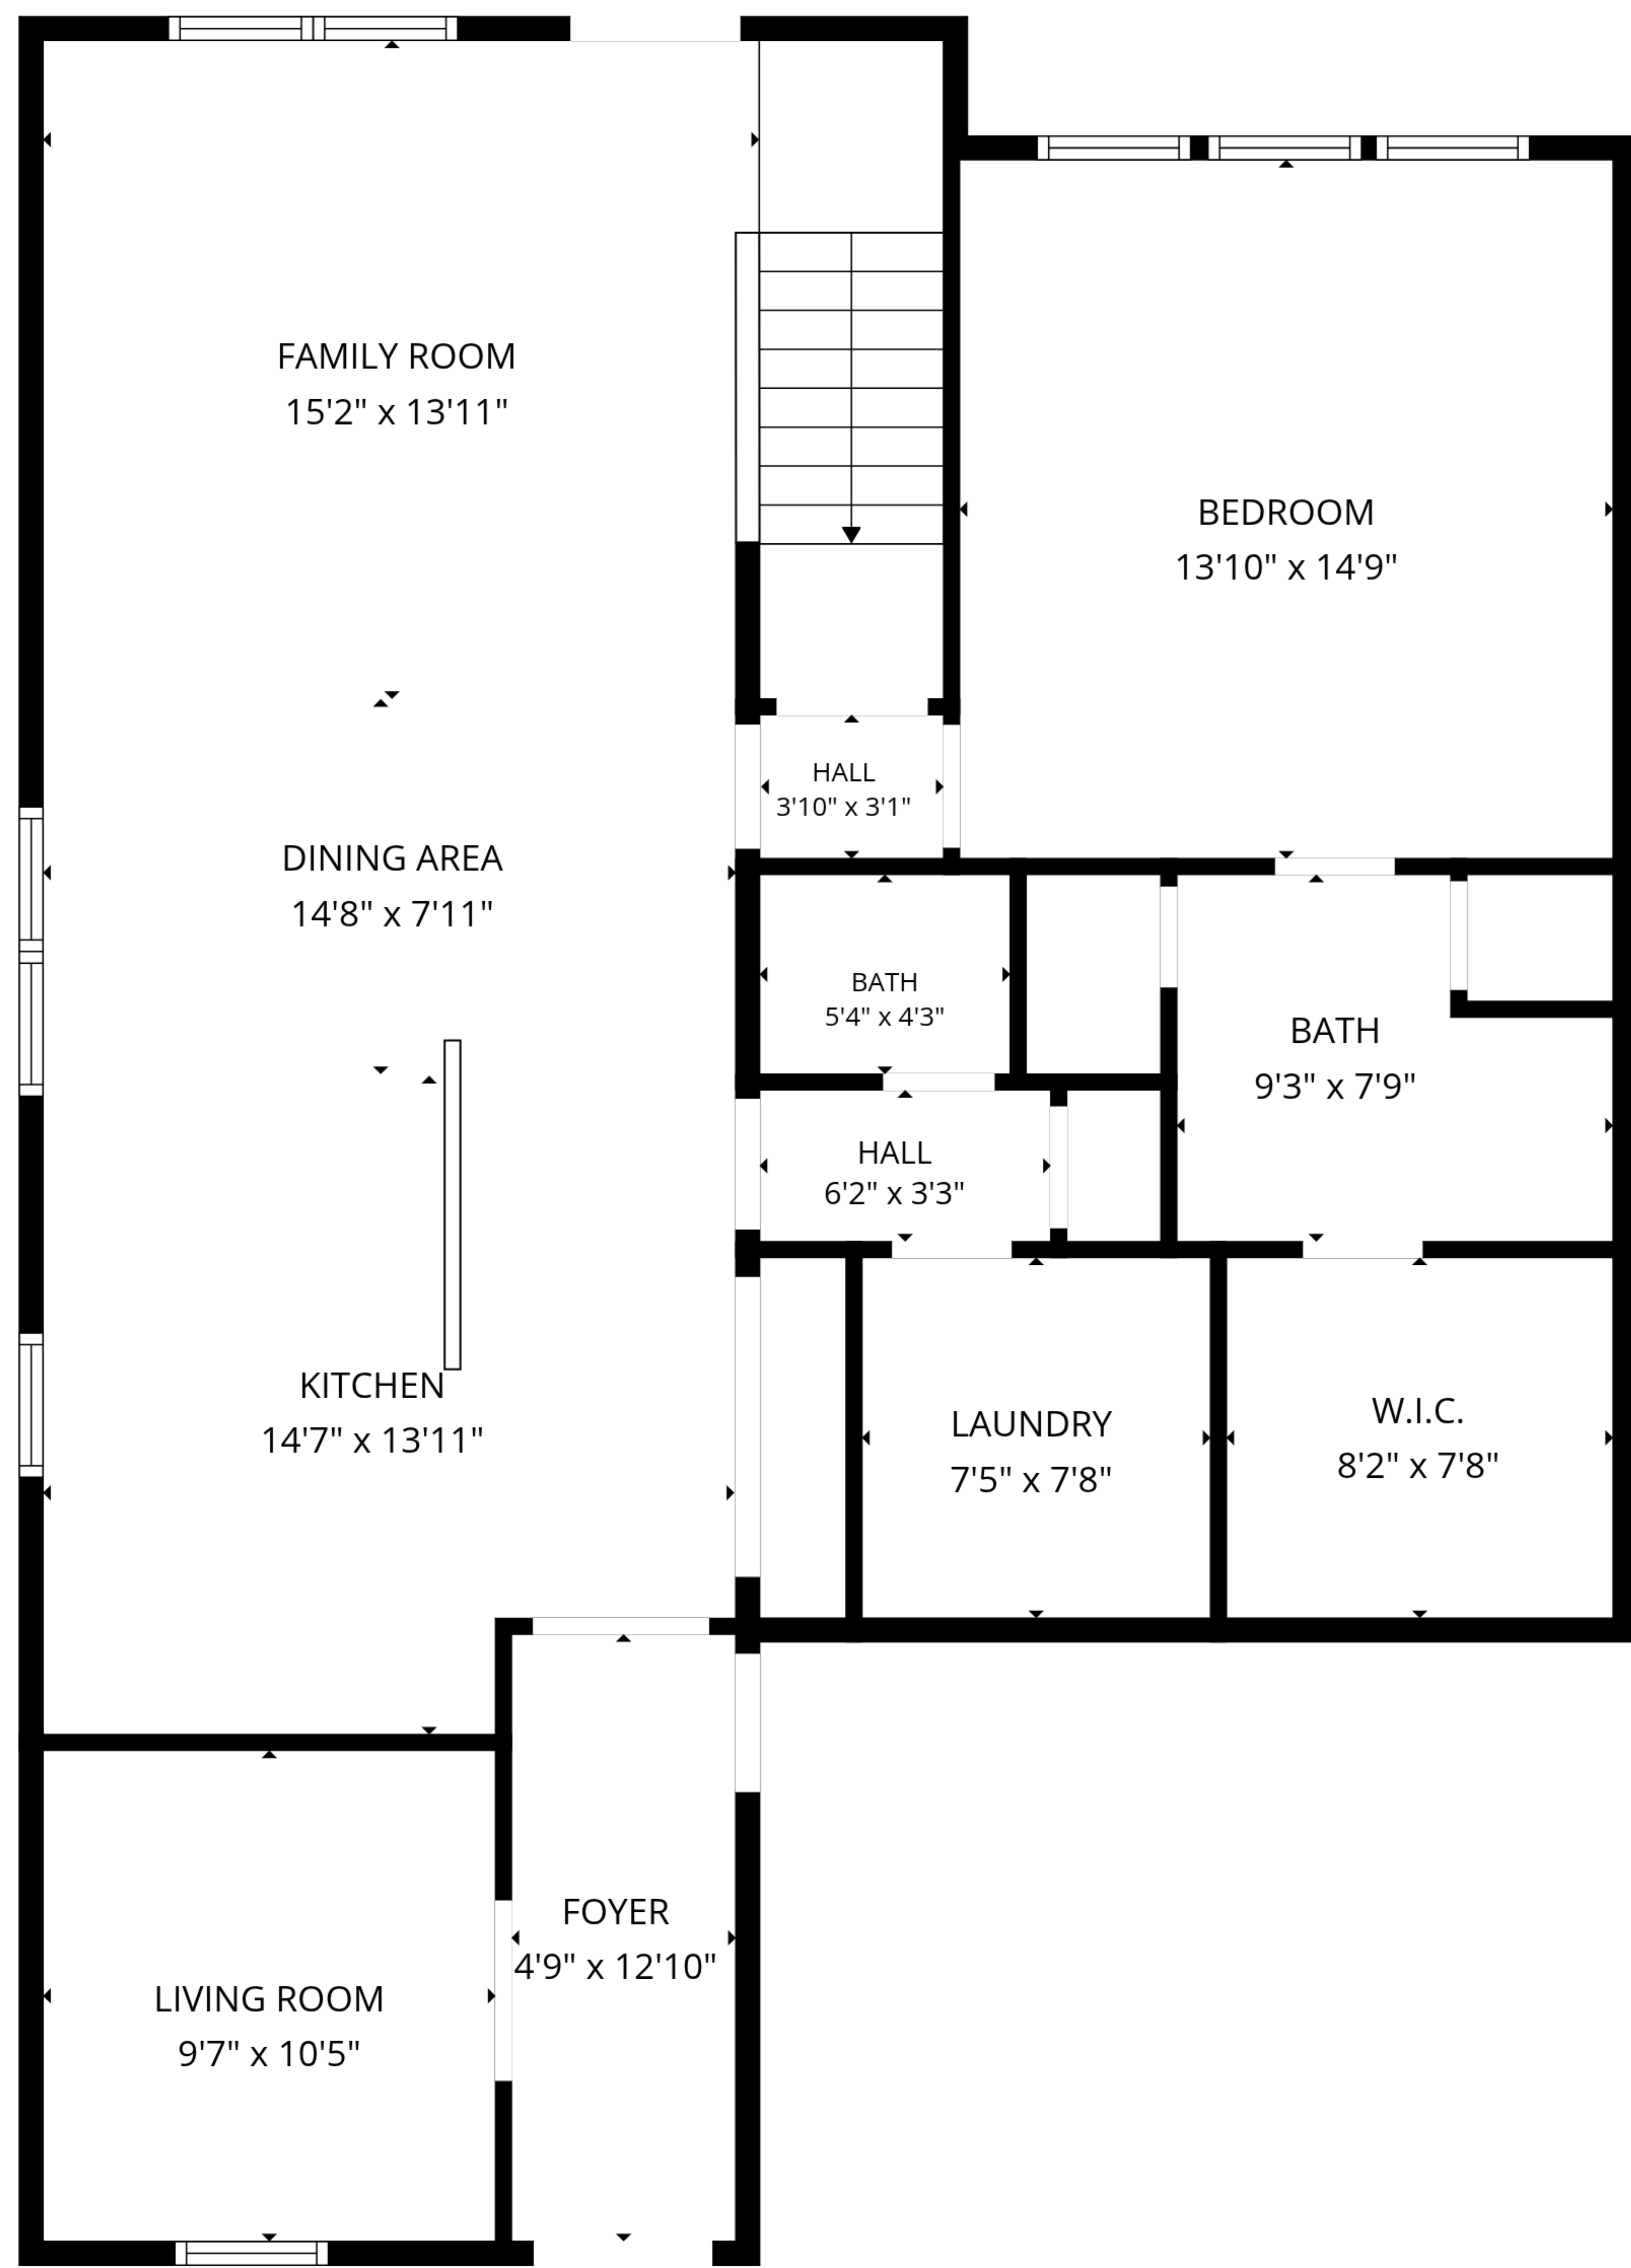 FAMILY ROOM
15'2" x 13'11"
BEDROOM
13'10" x 14'9"
HALL
3'10" x 3'1"
DINING AREA
14'8" x 7'11"
BATH
5'4" x 4'3"
BATH
9'3" x 7'9"
HALL
6'2" x 3'3"
KITCHEN
14'7" x 13'11"
LAUNDRY
7'5" x 7'8"
W.I.C.
8'2" x 7'8"
FOYER
4'9" x 12'10"
LIVING ROOM
9'7" x 10'5"